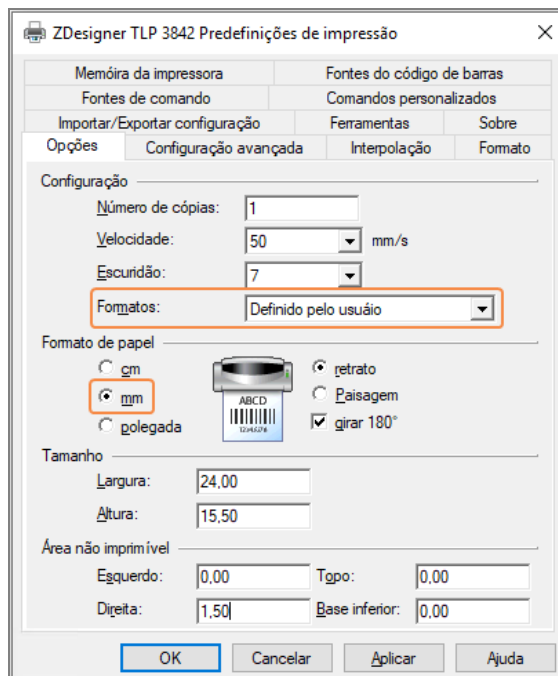 ZDesigner TLP 3842 Predefinições de impressão
Memóira da impressora Fontes do código de barras
Fontes de comando Comandos personalizados
Importar/Exportar configuração Ferramentas Sobre
Opções Configuração avançada Interpolação Formato
Configuração
Número de cópias: 1
Velocidade: 50 mm/s
Escuridão: 7
Formatos: Definido pelo usuáio
Formato de papel
cm retrato
mm ABCD Paisagem
polegada 12345678 girar 180°
Tamanho
Largura: 24,00
Altura: 15,50
Área não imprimível
Esquerdo: 0,00 Topo: 0,00
Direita: 1,50 Base inferior: 0,00
OK Cancelar Aplicar Ajuda